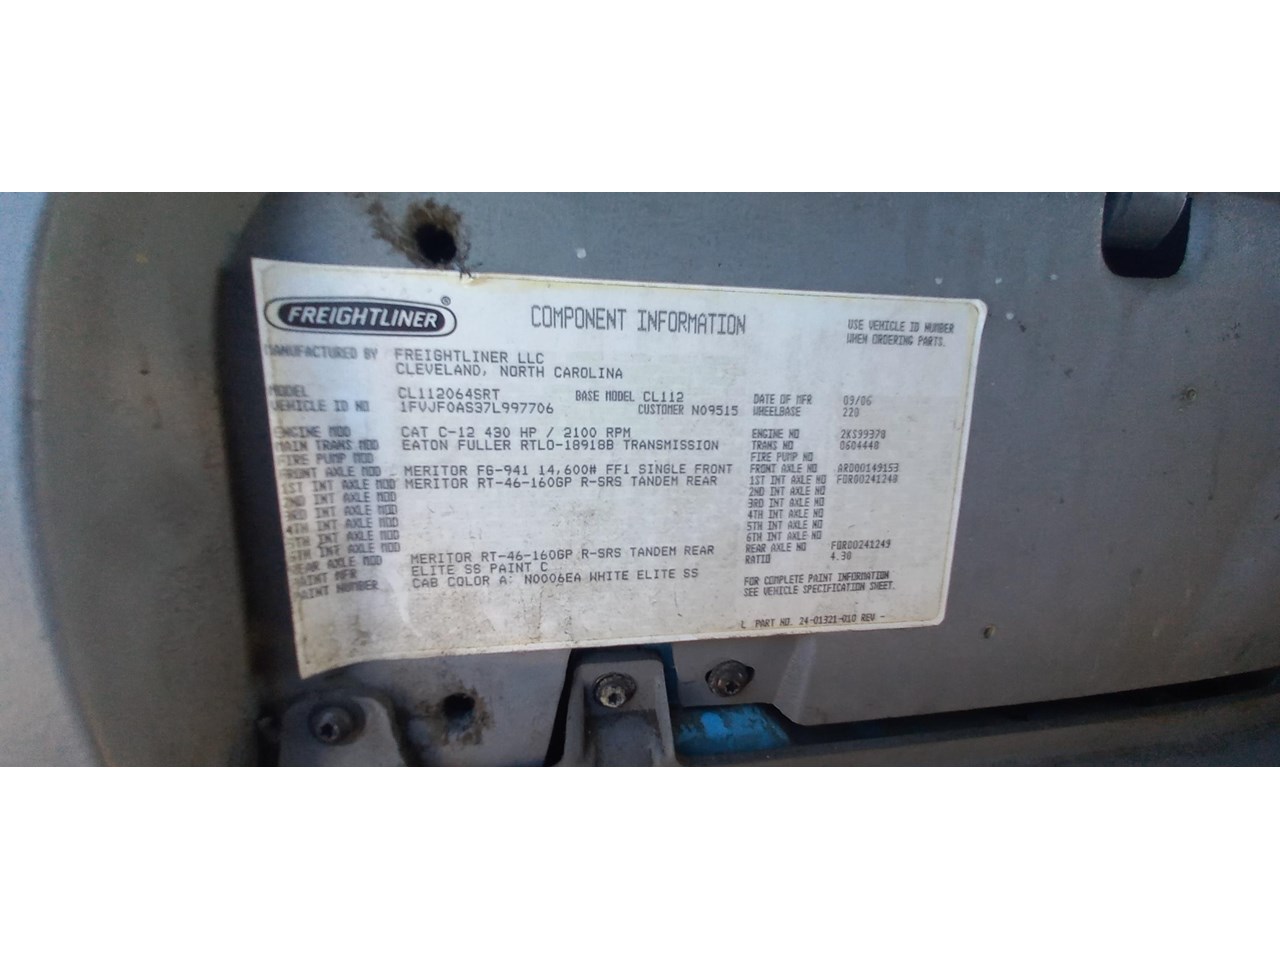 FREIGHTLINER ®
COMPONENT INFORMATION
USE VEHICLE ID NUMBER
WHEN ORDERING PARTS.
MANUFACTURED BY FREIGHTLINER LLC
CLEVELAND, NORTH CAROLINA
MODEL CL112064SRT BASE MODEL CL112 DATE OF MFR 09/06
VEHICLE ID NO 1FVJF0AS37L997706 CUSTOMER NO9515 WHEELBASE 220
ENGINE MOD CAT C-12 430 HP / 2100 RPM ENGINE NO 2KS99378
MAIN TRANS MOD EATON FULLER RTLO-18918B TRANSMISSION TRANS NO 0604448
FIRE PUMP MOD FIRE PUMP NO
FRONT AXLE MOD MERITOR FG-941 14,600# FF1 SINGLE FRONT FRONT AXLE NO ARD00149153
1ST INT AXLE MOD MERITOR RT-46-160GP R-SRS TANDEM REAR 1ST INT AXLE NO FOR00241248
2ND INT AXLE MOD 2ND INT AXLE NO
3RD INT AXLE MOD 3RD INT AXLE NO
4TH INT AXLE MOD 4TH INT AXLE NO
5TH INT AXLE MOD 5TH INT AXLE NO
6TH INT AXLE MOD 6TH INT AXLE NO
REAR AXLE MOD MERITOR RT-46-160GP R-SRS TANDEM REAR REAR AXLE NO FOR00241249
PAINT MFR ELITE SS PAINT C RATIO 4.30
PAINT NUMBER CAB COLOR A: N0006EA WHITE ELITE SS
FOR COMPLETE PAINT INFORMATION
SEE VEHICLE SPECIFICATION SHEET.
L PART NO. 24-01321-010 REV -